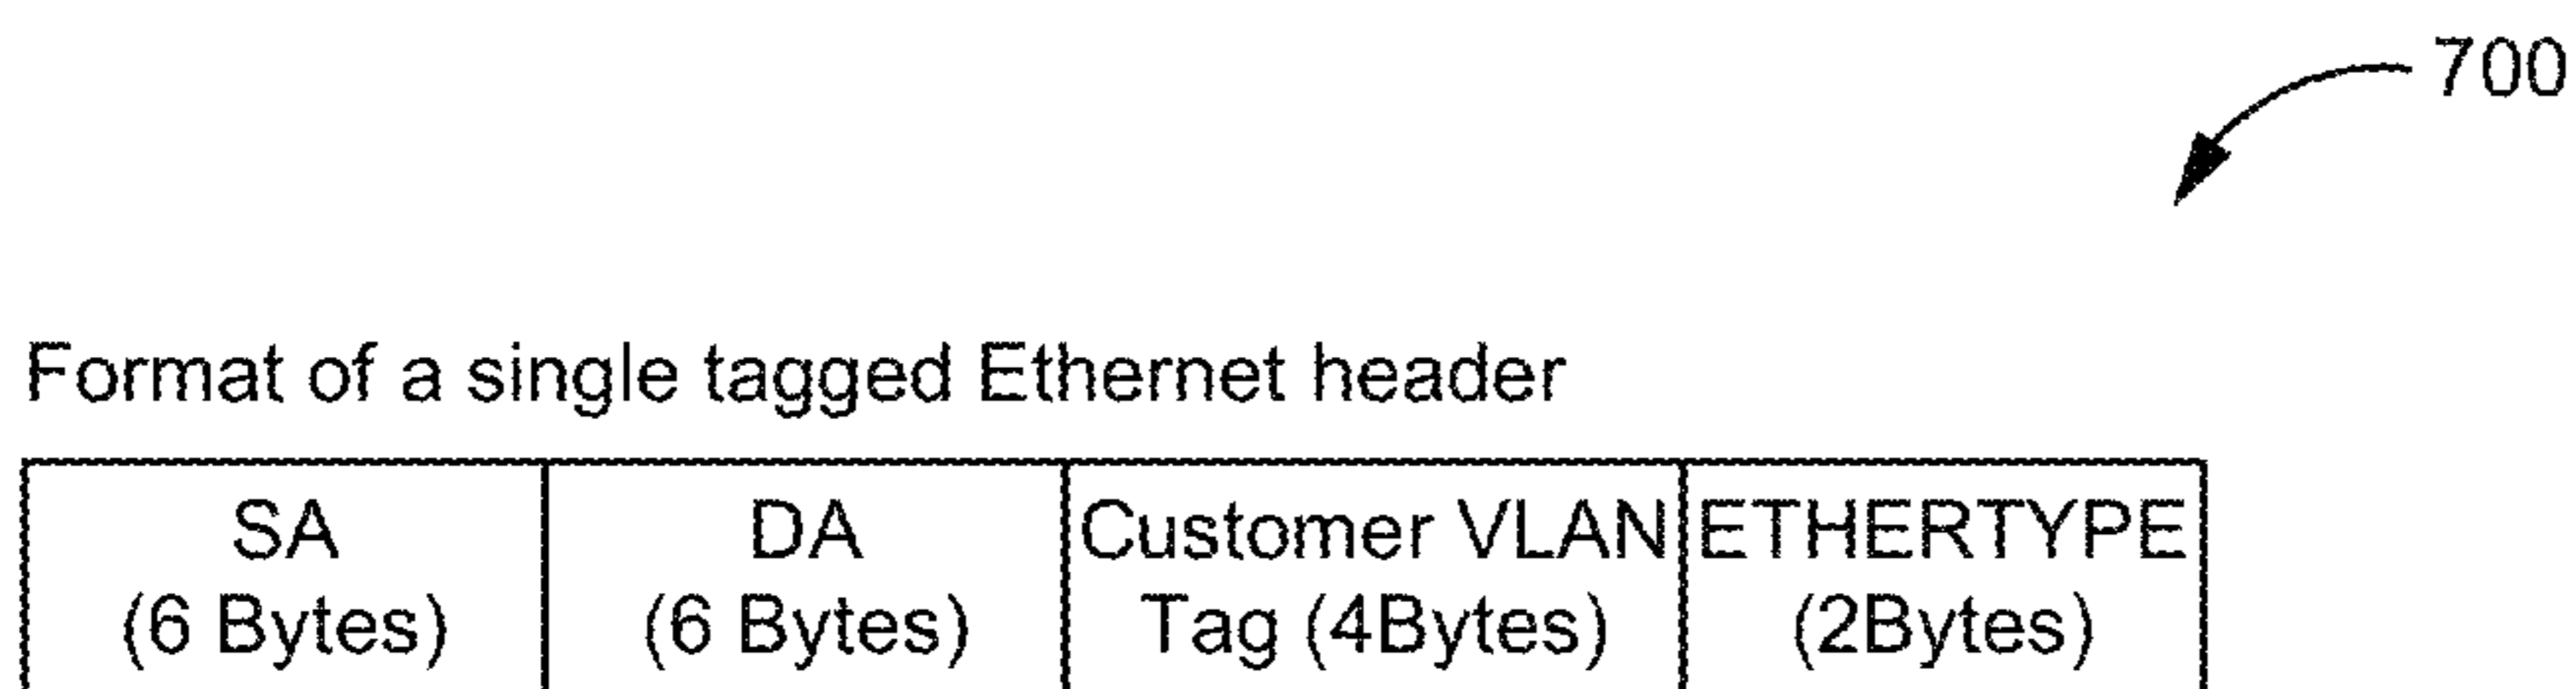 700
Format of a single tagged Ethernet header
SA
(6 Bytes)
DA
(6 Bytes)
Customer VLAN
Tag (4Bytes)
ETHERTYPE
(2Bytes)